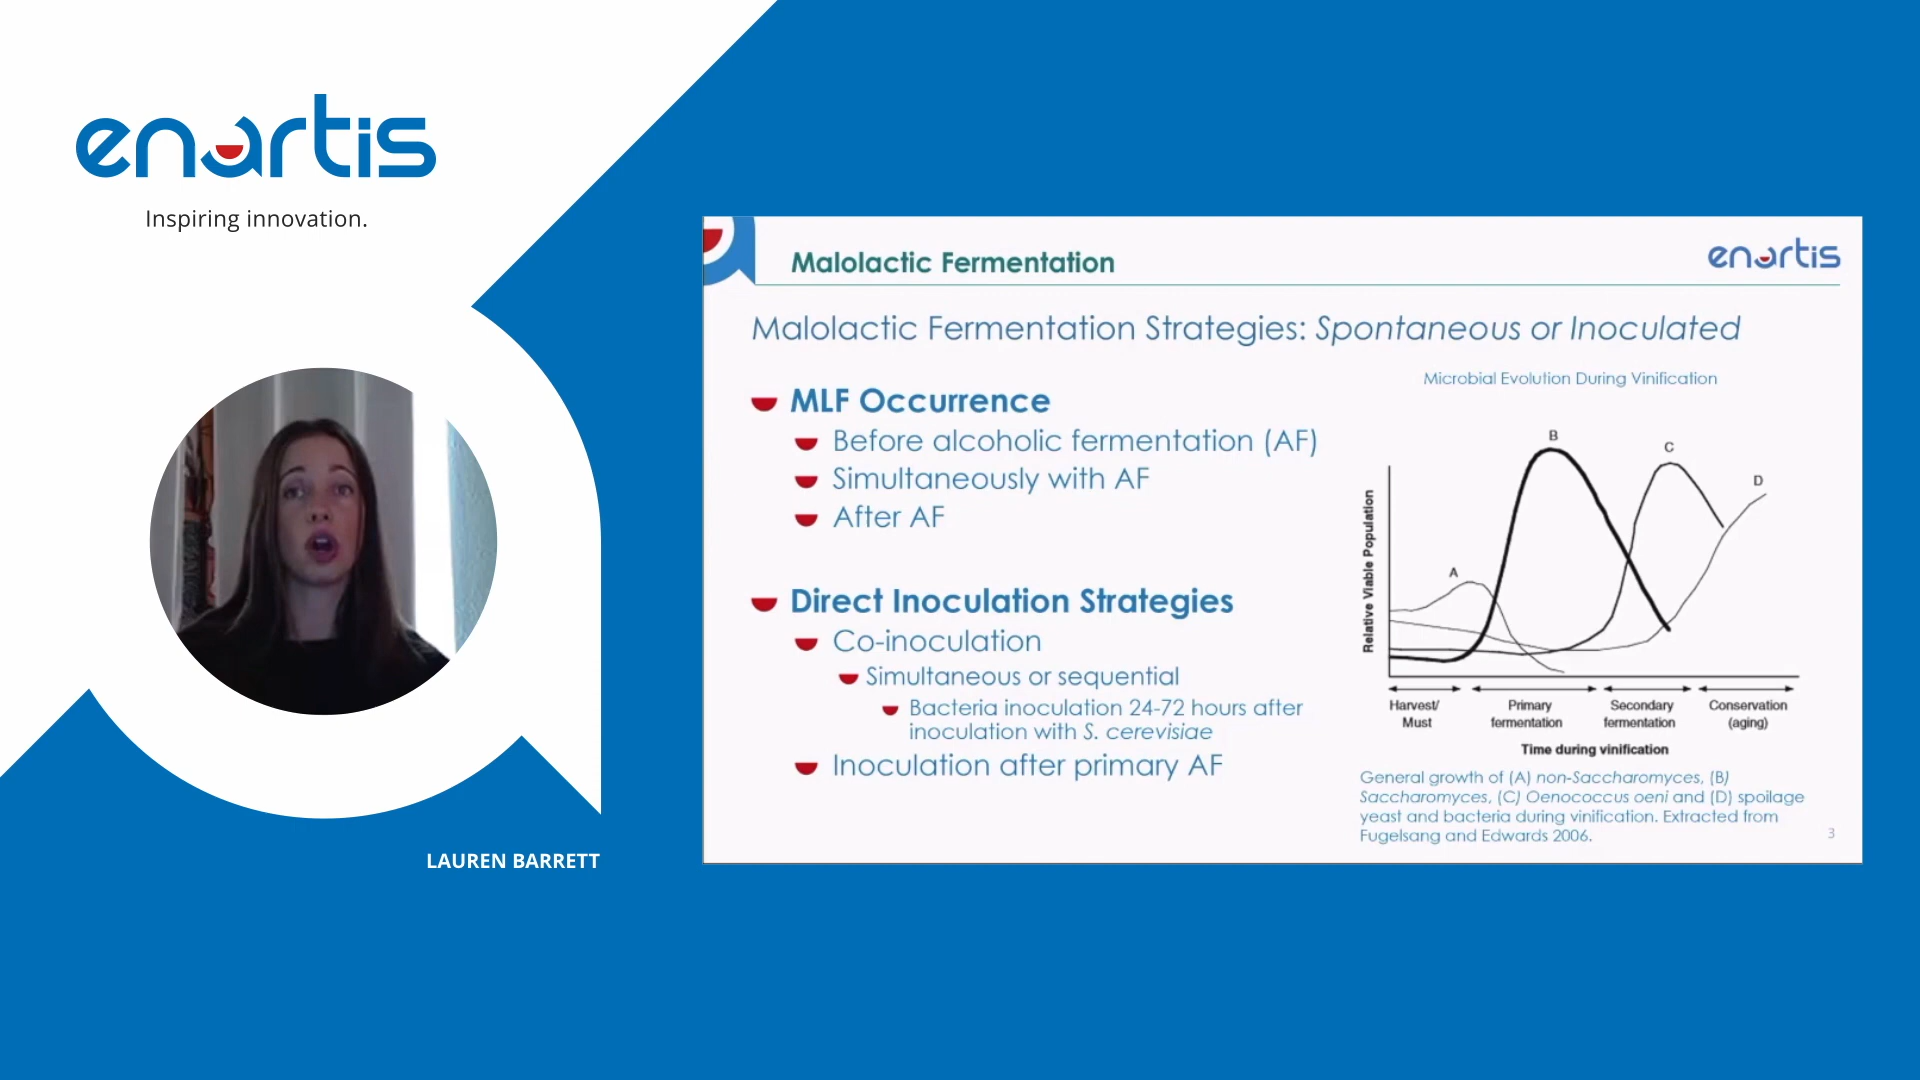 enartis
Inspiring innovation.
LAUREN BARRETT
Malolactic Fermentation
enartis
Malolactic Fermentation Strategies: Spontaneous or Inoculated
MLF Occurrence
Before alcoholic fermentation (AF)
Simultaneously with AF
After AF
Direct Inoculation Strategies
Co-inoculation
Simultaneous or sequential
Bacteria inoculation 24-72 hours after
inoculation with S. cerevisiae
Inoculation after primary AF
Microbial Evolution During Vinification
A
B
C
D
Relative Viable Population
Harvest/
Must
Primary
fermentation
Secondary
fermentation
Conservation
(aging)
Time during vinification
General growth of (A) non-Saccharomyces, (B)
Saccharomyces, (C) Oenococcus oeni and (D) spoilage
yeast and bacteria during vinification. Extracted from
Fugelsang and Edwards 2006.
3